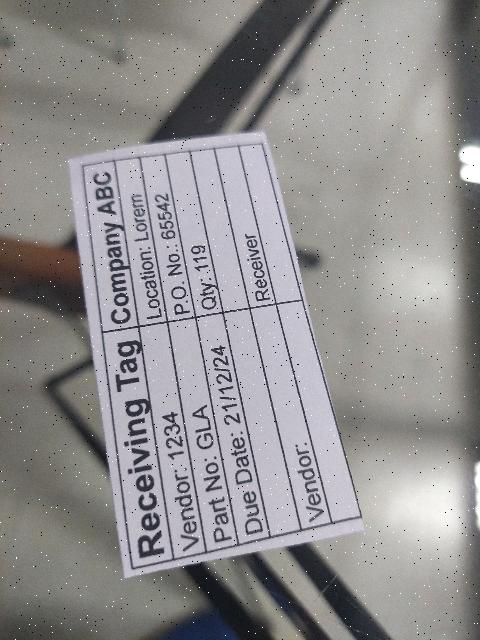 Receiving Tag Company ABC
Vendor: 1234 Location: Lorem
Part No: GLA P.O. No.: 65542
Due Date: 21/12/24 Qty: 119
Receiver
Vendor: